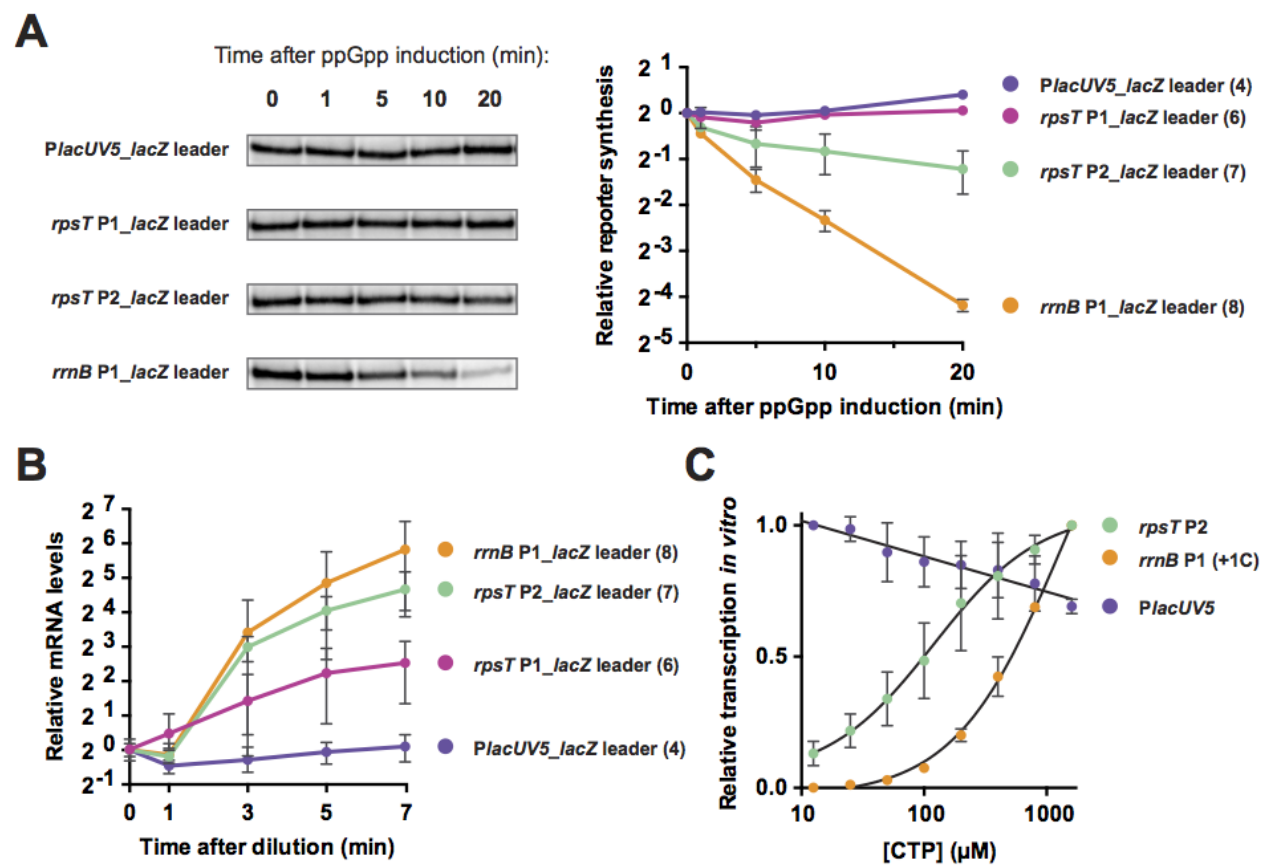 A
Time after ppGpp induction (min):
0 1 5 10 20
PlacUV5_lacZ leader
rpsT P1_lacZ leader
rpsT P2_lacZ leader
rrnB P1_lacZ leader
Relative reporter synthesis
2 1
2 0
2 -1
2 -2
2 -3
2 -4
2 -5
0 10 20
Time after ppGpp induction (min)
PlacUV5_lacZ leader (4)
rpsT P1_lacZ leader (6)
rpsT P2_lacZ leader (7)
rrnB P1_lacZ leader (8)
B
Relative mRNA levels
2 7
2 6
2 5
2 4
2 3
2 2
2 1
2 0
2 -1
0 1 3 5 7
Time after dilution (min)
rrnB P1_lacZ leader (8)
rpsT P2_lacZ leader (7)
rpsT P1_lacZ leader (6)
PlacUV5_lacZ leader (4)
C
Relative transcription in vitro
1.0
0.5
0.0
10 100 1000
[CTP] (µM)
rpsT P2
rrnB P1 (+1C)
PlacUV5